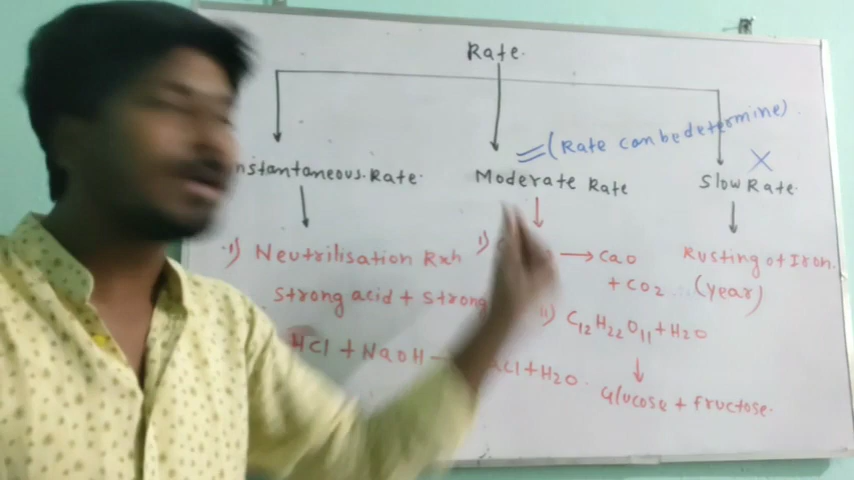 Rate.
(Rate can be determine)
nstantaneous. Rate.
Moderate Rate
Slow Rate.
1) Neutrilisation Rxn
Strong acid + Strong
HCl + NaOH → aCl + H2O.
1) → Cao
+ CO2
ii) C12H22O11 + H2O
↓
Glucose + fructose.
Rusting of Iron.
(year)